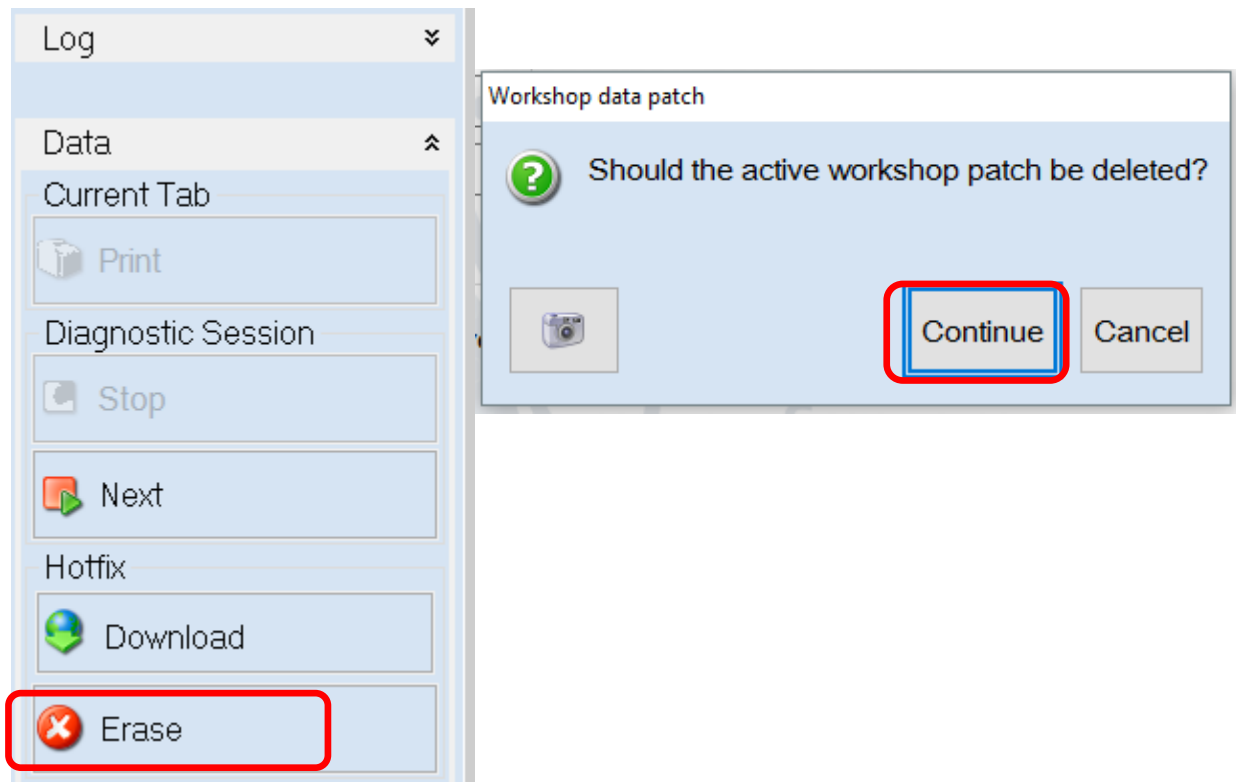 Log
Data
Current Tab
Print
Diagnostic Session
Stop
Next
Hotfix
Download
Erase
Workshop data patch
Should the active workshop patch be deleted?
Continue
Cancel